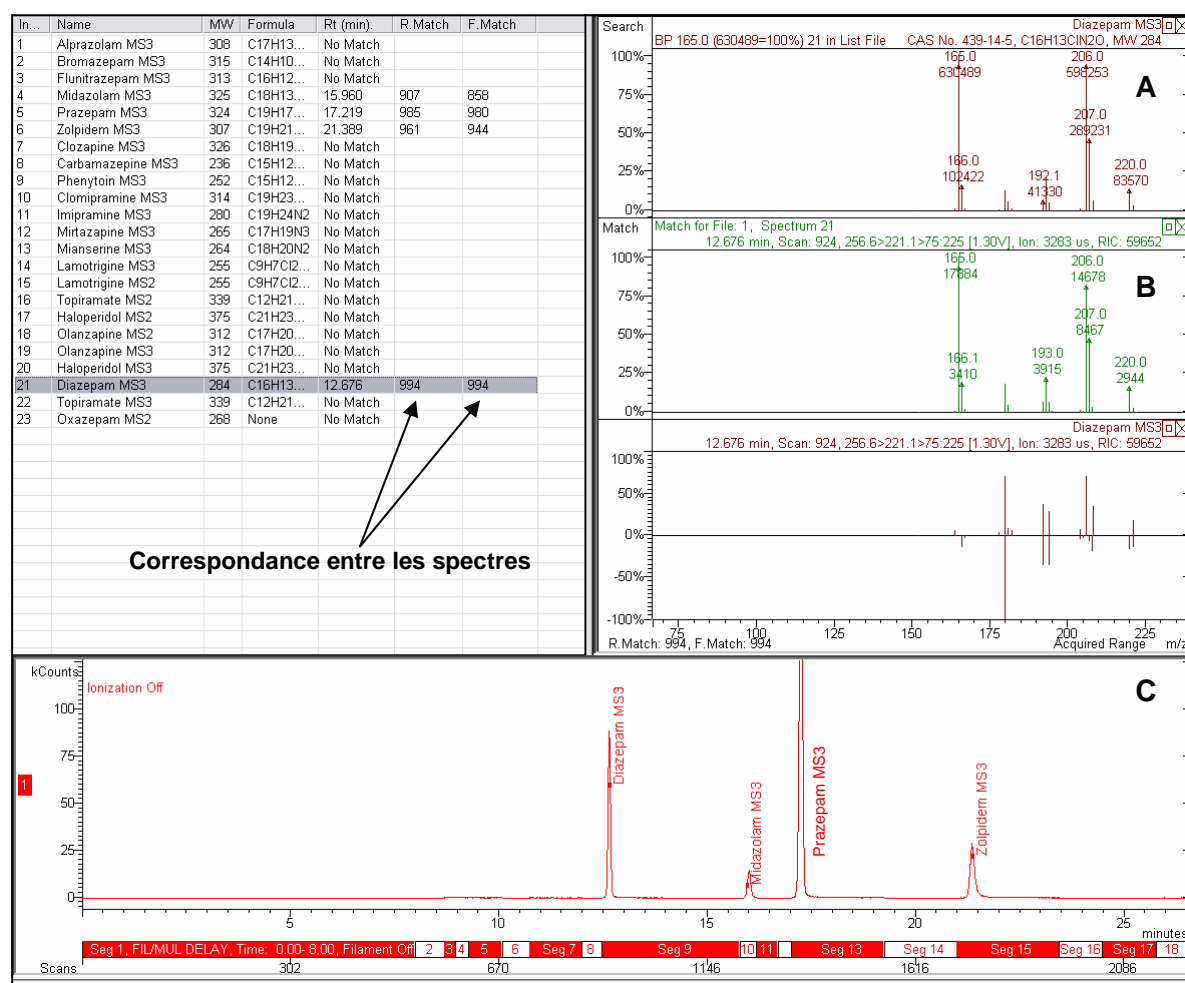 In... Name MW Formula Rt (min). R.Match F.Match
1 Alprazolam MS3 308 C17H13... No Match
2 Bromazepam MS3 315 C14H10... No Match
3 Flunitrazepam MS3 313 C16H12... No Match
4 Midazolam MS3 325 C18H13... 15.960 907 858
5 Prazepam MS3 324 C19H17... 17.219 985 980
6 Zolpidem MS3 307 C19H21... 21.389 961 944
7 Clozapine MS3 326 C18H19... No Match
8 Carbamazepine MS3 236 C15H12... No Match
9 Phenytoin MS3 252 C15H12... No Match
10 Clomipramine MS3 314 C19H23... No Match
11 Imipramine MS3 280 C19H24N2 No Match
12 Mirtazapine MS3 265 C17H19N3 No Match
13 Mianserine MS3 264 C18H20N2 No Match
14 Lamotrigine MS3 255 C9H7Cl2... No Match
15 Lamotrigine MS2 255 C9H7Cl2... No Match
16 Topiramate MS2 339 C12H21... No Match
17 Haloperidol MS2 375 C21H23... No Match
18 Olanzapine MS2 312 C17H20... No Match
19 Olanzapine MS3 312 C17H20... No Match
20 Haloperidol MS3 375 C21H23... No Match
21 Diazepam MS3 284 C16H13... 12.676 994 994
22 Topiramate MS3 339 C12H21... No Match
23 Oxazepam MS2 268 None No Match
Correspondance entre les spectres
Search Diazepam MS3
BP 165.0 (630489=100%) 21 in List File CAS No. 439-14-5, C16H13ClN2O, MW 284
100% 165.0 206.0
630489 598253
A
75%
207.0
50% 289231
166.0 192.1 220.0
25% 102422 41330 83570
0%
Match Match for File: 1, Spectrum 21
12.676 min, Scan: 924, 256.6>221.1>75:225 [1.30V], Ion: 3283 us, RIC: 59652
100% 165.0 206.0
17884 14678
B
75%
207.0
50% 8467
166.1 193.0 220.0
25% 3410 3915 2944
0%
Diazepam MS3
12.676 min, Scan: 924, 256.6>221.1>75:225 [1.30V], Ion: 3283 us, RIC: 59652
100%
50%
0%
-50%
-100%
75 100 125 150 175 200 225
R.Match: 994, F.Match: 994 Acquired Range m/z
kCounts
Ionization Off
C
100
75
50
25
0
1
Diazepam MS3
Midazolam MS3
Prazepam MS3
Zolpidem MS3
5 10 15 20 25
minutes
Seg 1, FIL/MUL DELAY, Time: 0.00- 8.00, Filament Off 2 3 4 5 6 Seg 7 8 Seg 9 10 11 Seg 13 Seg 14 Seg 15 Seg 16 Seg 17 18
Scans 302 670 1146 1616 2086